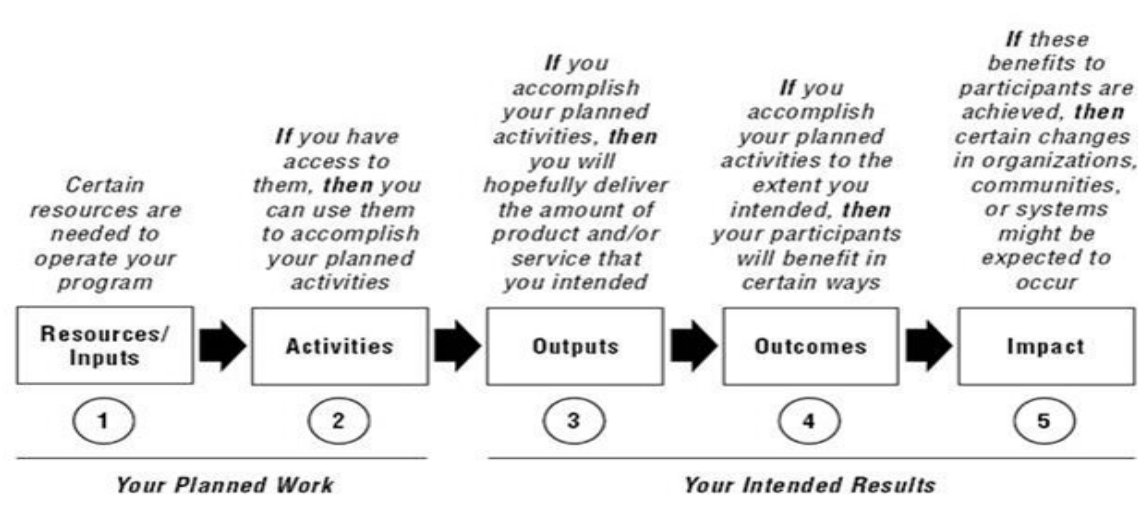 Certain
resources are
needed to
operate your
program
If you have
access to
them, then you
can use them
to accomplish
your planned
activities
If you
accomplish
your planned
activities, then
you will
hopefully deliver
the amount of
product and/or
service that
you intended
If you
accomplish
your planned
activities to the
extent you
intended, then
your participants
will benefit in
certain ways
If these
benefits to
participants are
achieved, then
certain changes
in organizations,
communities,
or systems
might be
expected to
occur
Resources/
Inputs
Activities
Outputs
Outcomes
Impact
1
2
3
4
5
Your Planned Work
Your Intended Results